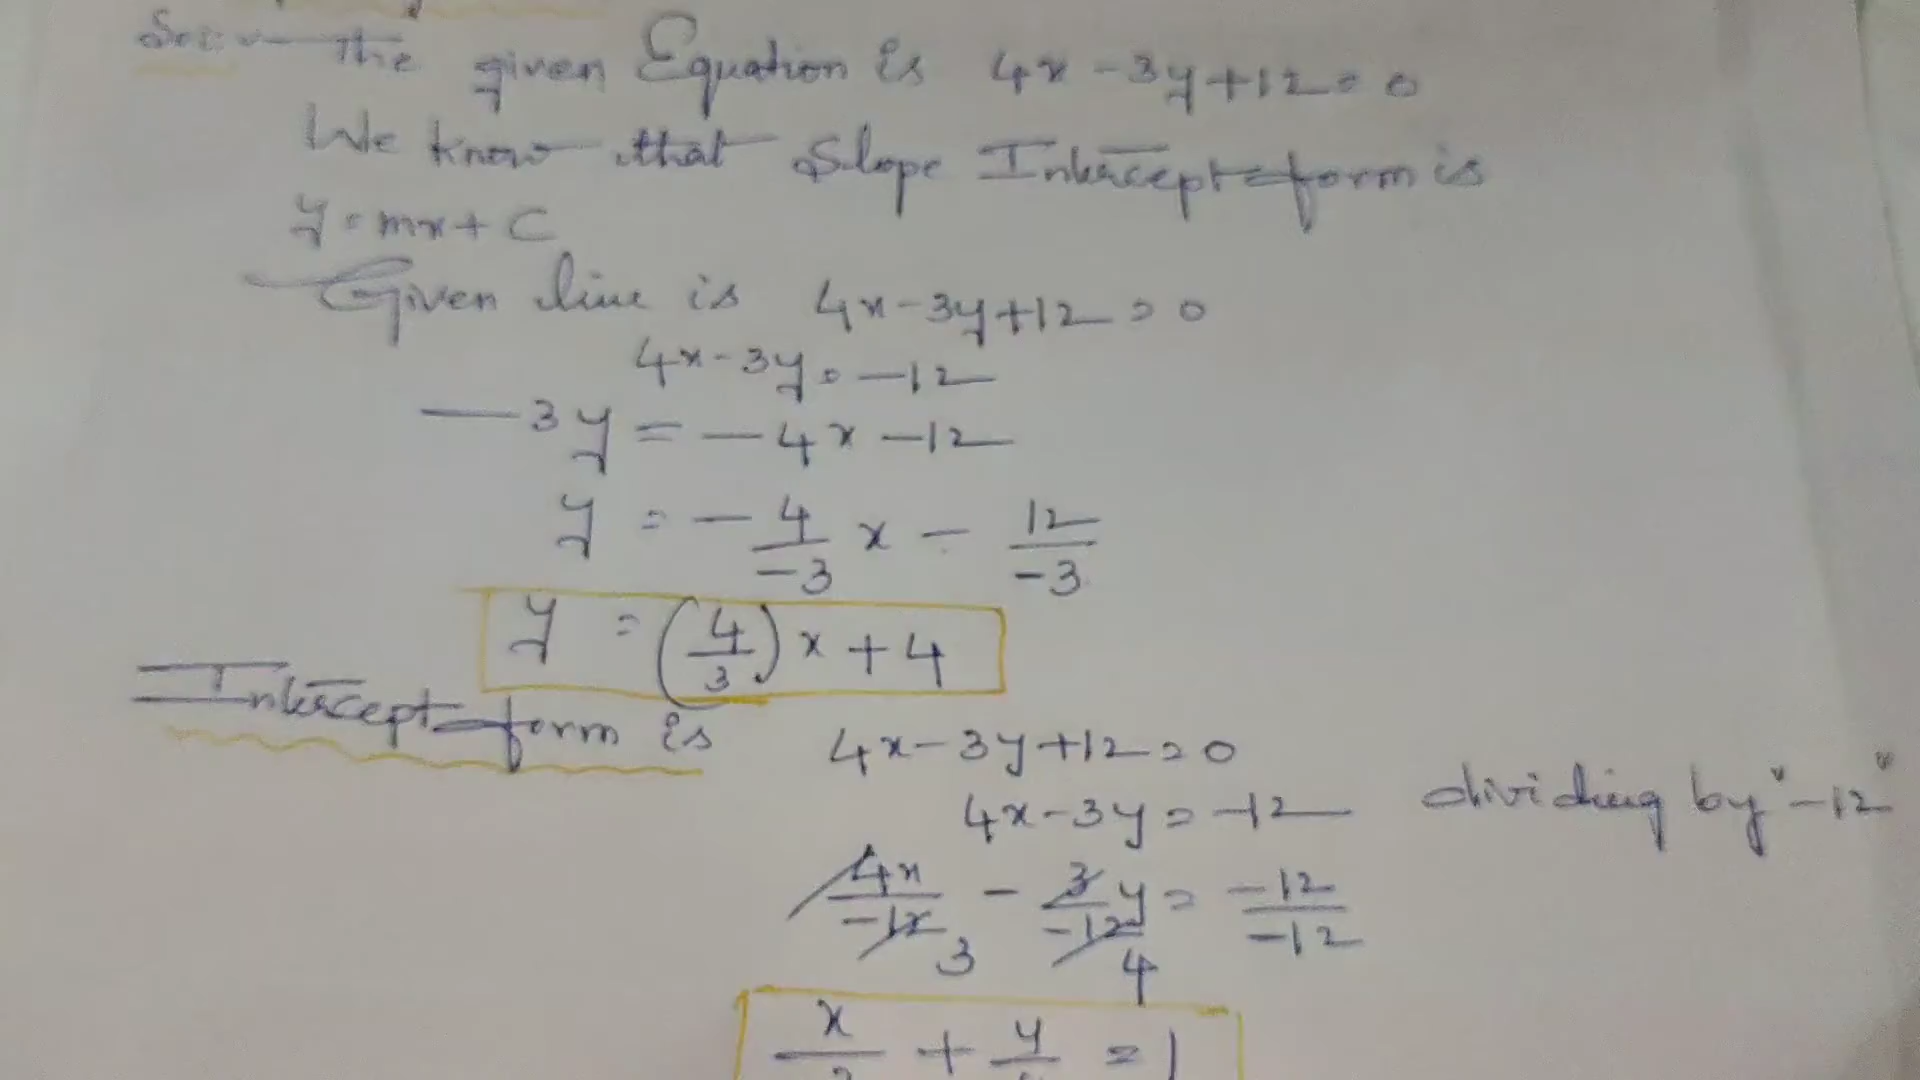 the given Equation is 4x - 3y + 12 = 0
We know that Slope Intercept form is
y = mx + C
Given line is 4x - 3y + 12 = 0
4x - 3y = -12
-3y = -4x - 12
y = - 4/-3 x - 12/-3
y = (4/3) x + 4
Intercept form is
4x - 3y + 12 = 0
4x - 3y = -12 dividing by "-12"
4x/-12 3 - 3/-12 4 y = -12/-12
x/ + y/ = 1